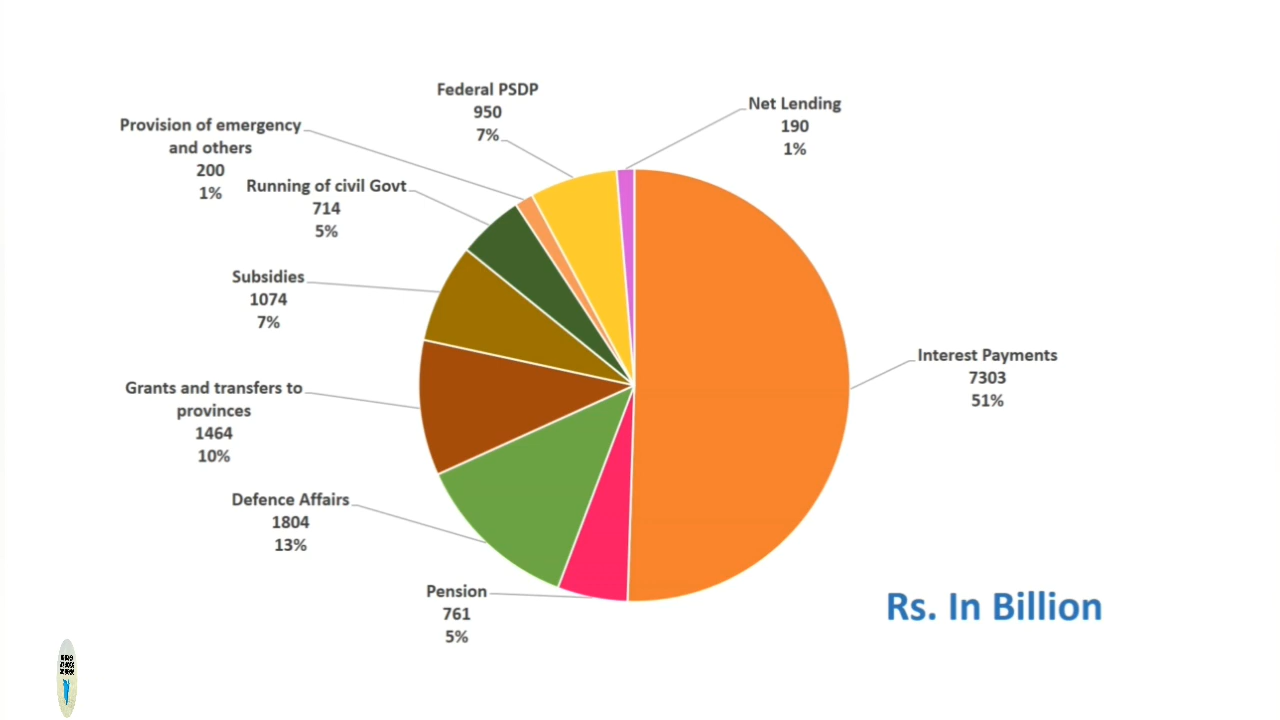 Federal PSDP
950
7%
Net Lending
190
1%
Provision of emergency
and others
200
1%
Running of civil Govt
714
5%
Subsidies
1074
7%
Interest Payments
7303
51%
Grants and transfers to
provinces
1464
10%
Defence Affairs
1804
13%
Pension
761
5%
Rs. In Billion